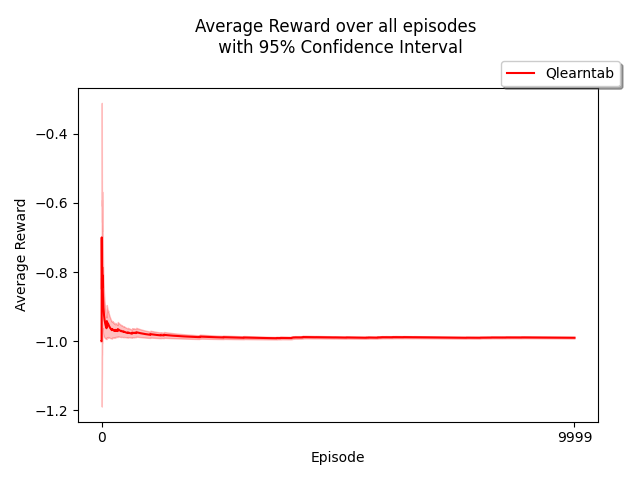 Average Reward over all episodes
with 95% Confidence Interval
Qlearntab
−0.4
−0.6
−0.8
−1.0
−1.2
Average Reward
0
9999
Episode